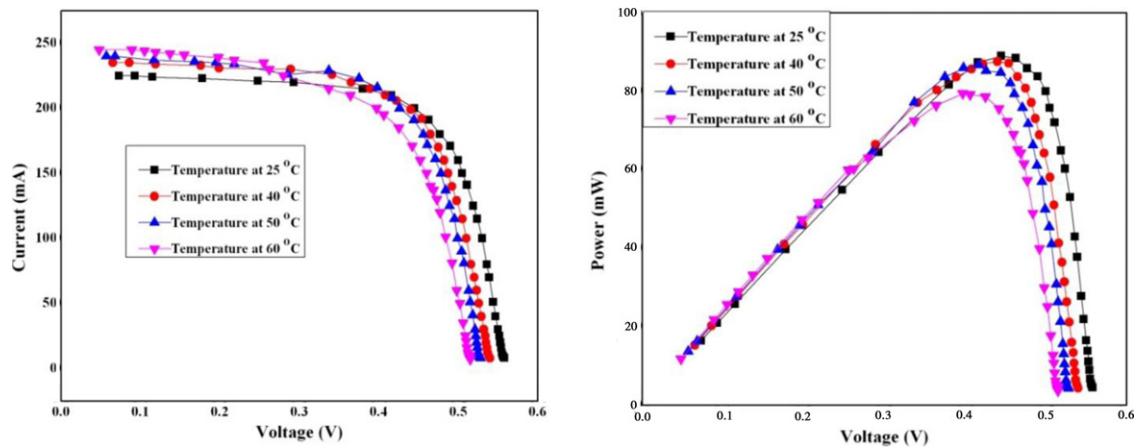 250
200
150
100
50
0
Current (mA)
Temperature at 25 °C
Temperature at 40 °C
Temperature at 50 °C
Temperature at 60 °C
0.0 0.1 0.2 0.3 0.4 0.5 0.6
Voltage (V)
100
80
60
40
20
0
Power (mW)
Temperature at 25 °C
Temperature at 40 °C
Temperature at 50 °C
Temperature at 60 °C
0.0 0.1 0.2 0.3 0.4 0.5 0.6
Voltage (V)